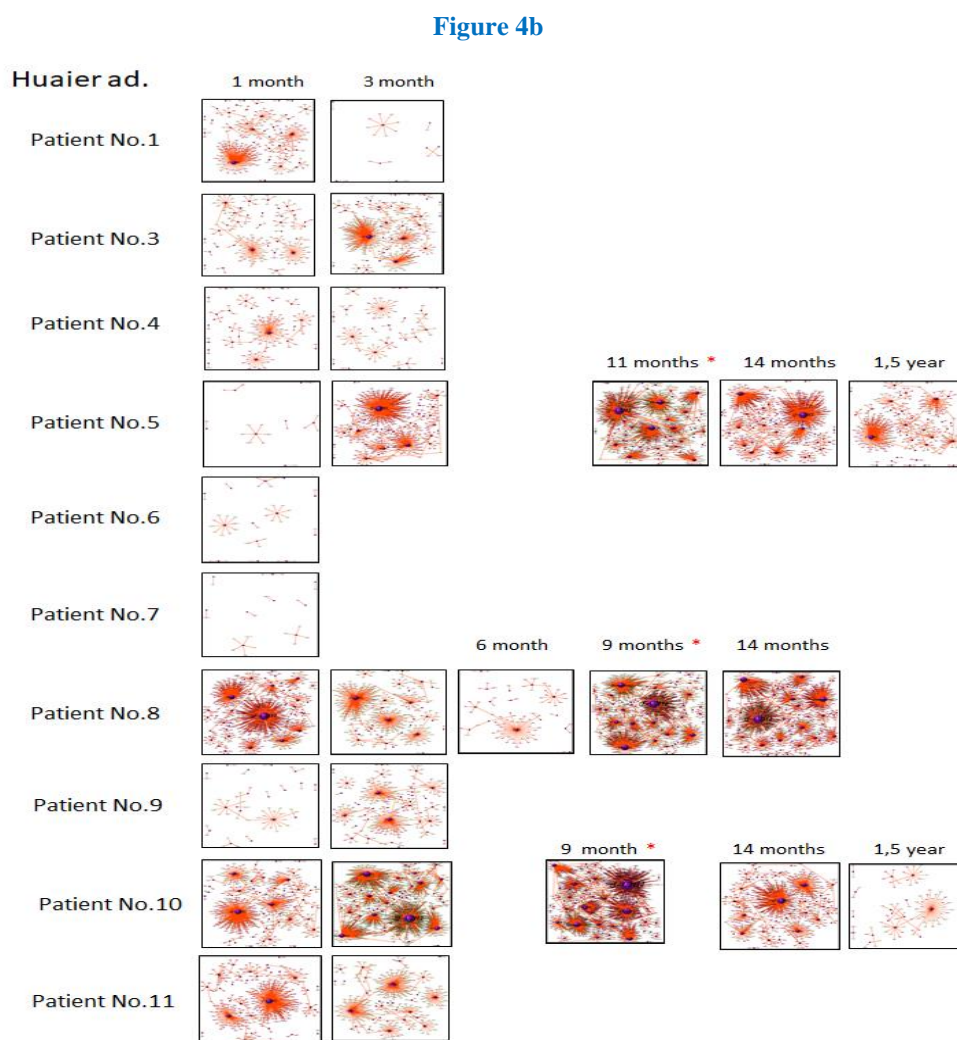 Figure 4b
Huaier ad. 1 month 3 month
Patient No.1
Patient No.3
Patient No.4
11 months * 14 months 1,5 year
Patient No.5
Patient No.6
Patient No.7
6 month 9 months * 14 months
Patient No.8
Patient No.9
9 month * 14 months 1,5 year
Patient No.10
Patient No.11